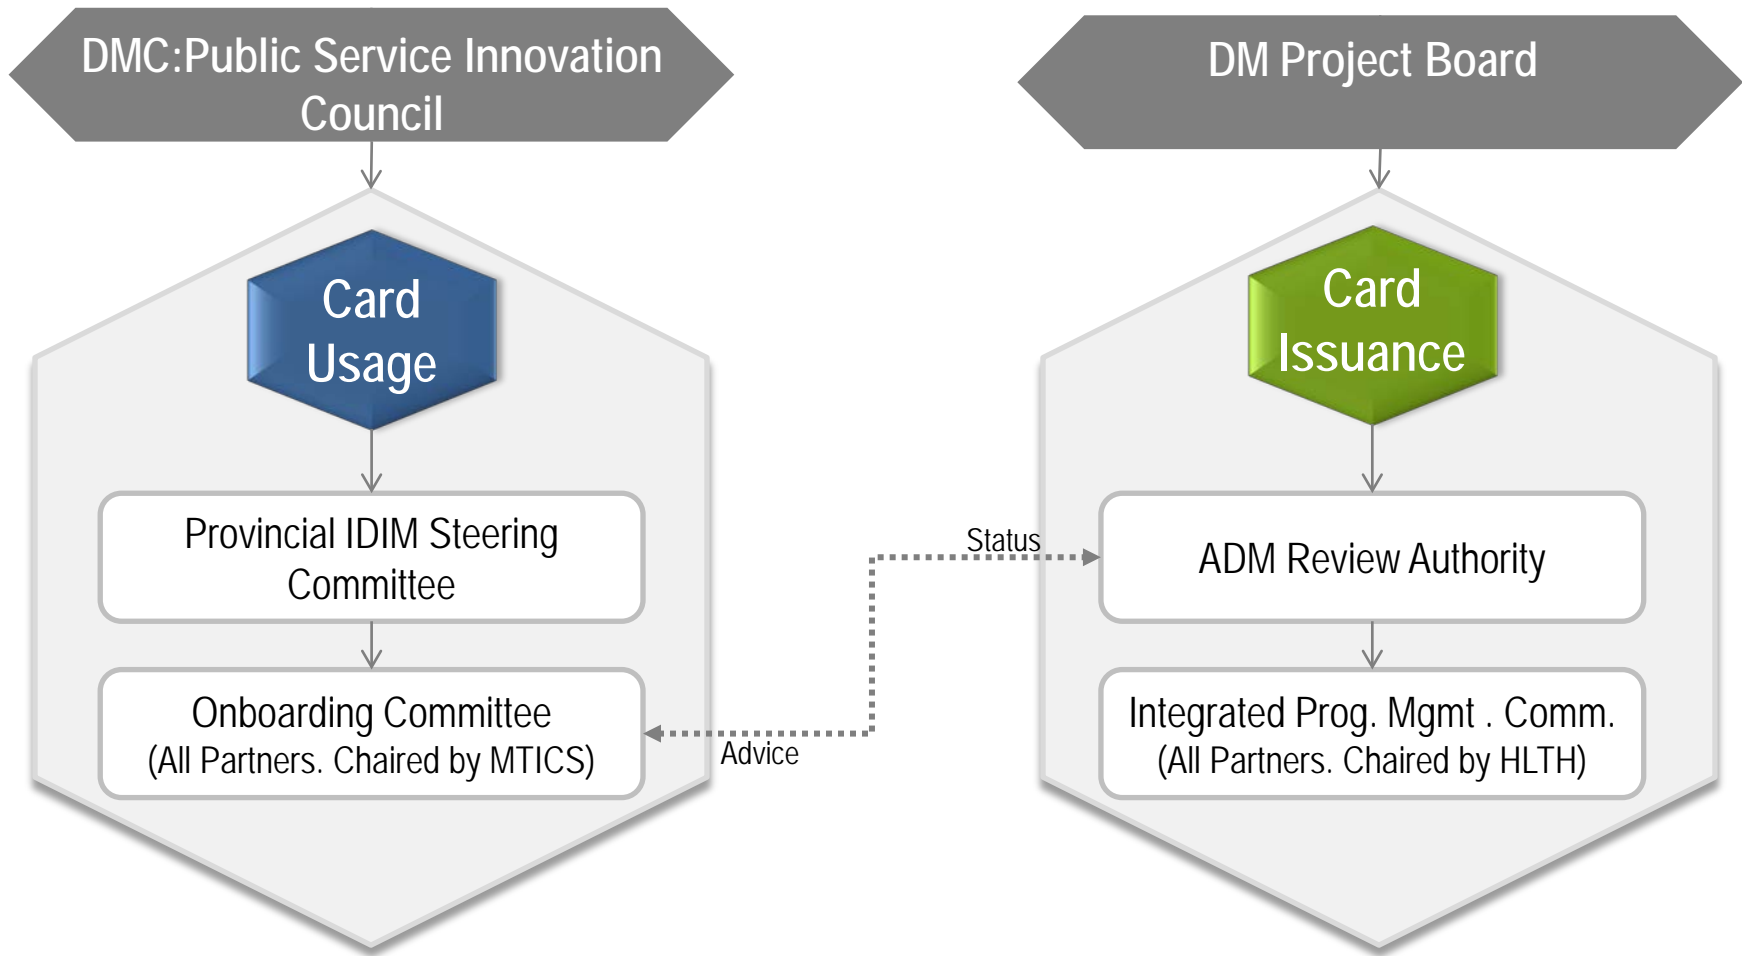 DMC:Public Service Innovation
Council
Card
Usage
Provincial IDIM Steering
Committee
Onboarding Committee
(All Partners. Chaired by MTICS)
Status
Advice
DM Project Board
Card
Issuance
ADM Review Authority
Integrated Prog. Mgmt . Comm.
(All Partners. Chaired by HLTH)